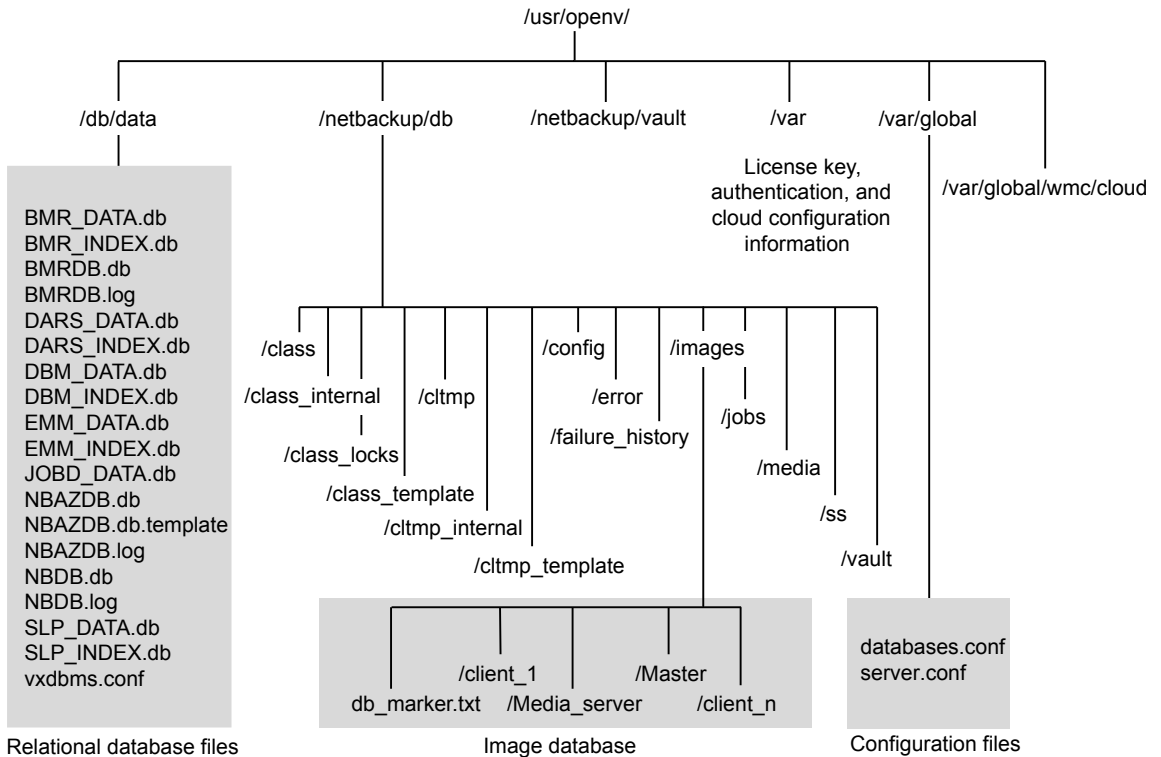 /usr/openv/
/db/data
/netbackup/db
/netbackup/vault
/var
/var/global
License key,
authentication, and
cloud configuration
information
/var/global/wmc/cloud
BMR_DATA.db
BMR_INDEX.db
BMRDB.db
BMRDB.log
DARS_DATA.db
DARS_INDEX.db
DBM_DATA.db
DBM_INDEX.db
EMM_DATA.db
EMM_INDEX.db
JOBD_DATA.db
NBAZDB.db
NBAZDB.db.template
NBAZDB.log
NBDB.db
NBDB.log
SLP_DATA.db
SLP_INDEX.db
vxdbms.conf
Relational database files
/class
/class_internal
/class_locks
/class_template
/cltmp
/cltmp_internal
/cltmp_template
/config
/error
/failure_history
/images
/jobs
/media
/ss
/vault
/client_1
/Master
db_marker.txt
/Media_server
/client_n
Image database
databases.conf
server.conf
Configuration files